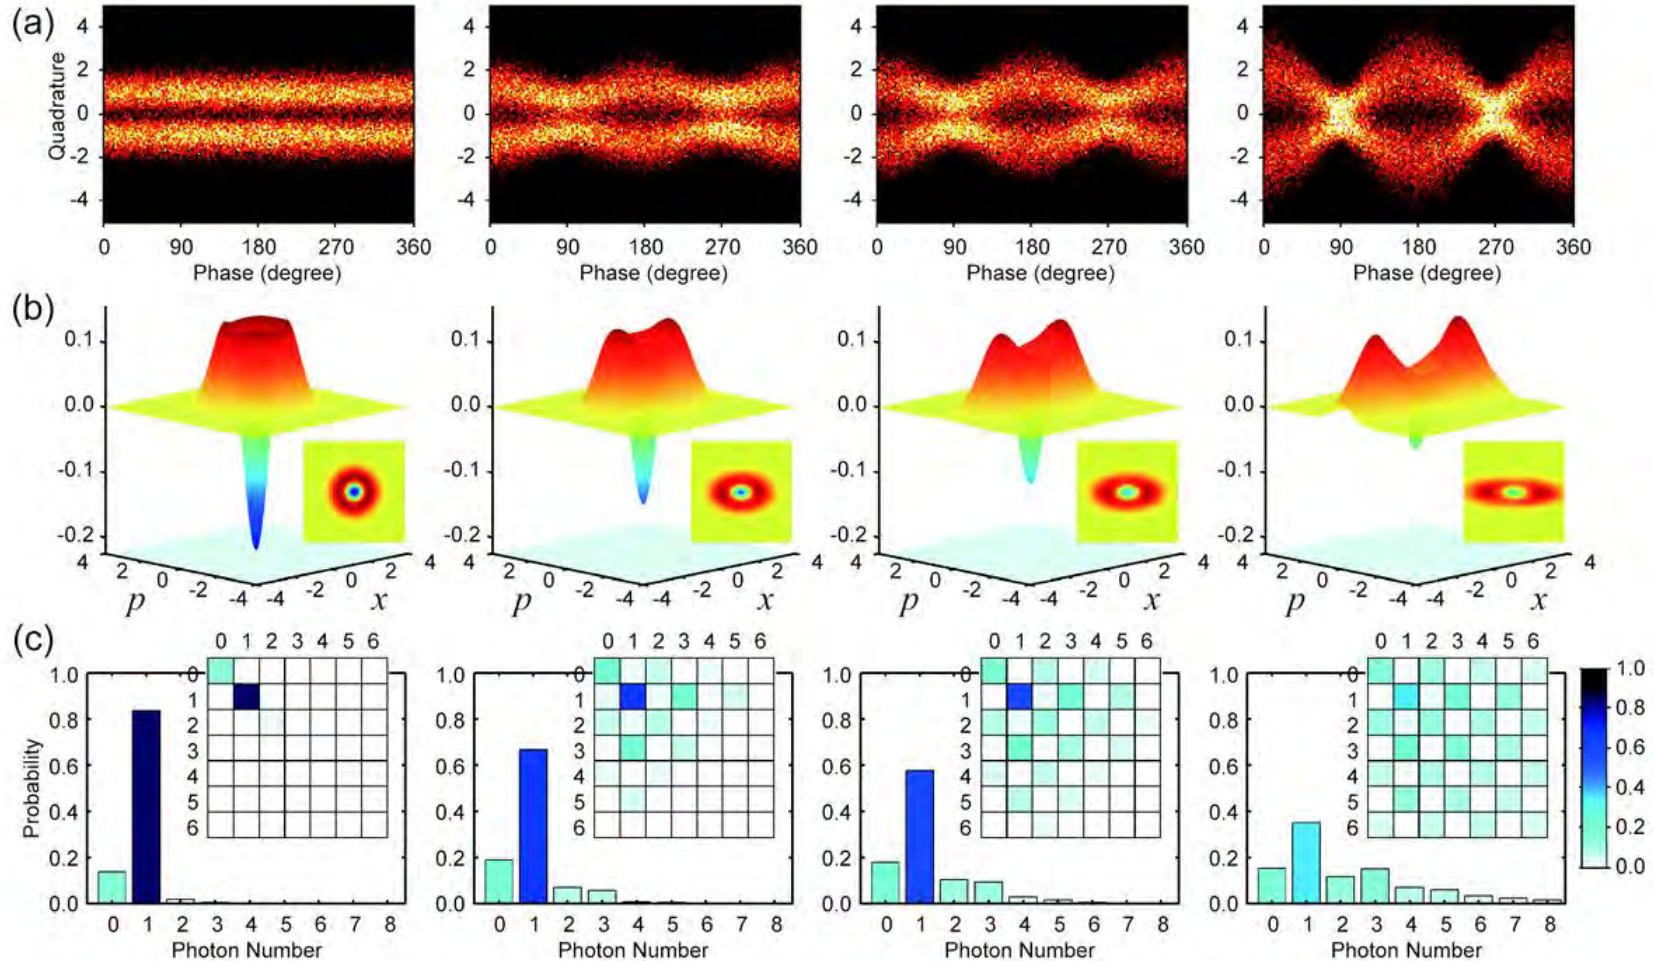 (a)
4 4 4 4
2 2 2 2
0 0 0 0
-2 -2 -2 -2
-4 -4 -4 -4
Quadrature
0 90 180 270 360 0 90 180 270 360 0 90 180 270 360 0 90 180 270 360
Phase (degree) Phase (degree) Phase (degree) Phase (degree)
(b)
0.1 0.1 0.1 0.1
0.0 0.0 0.0 0.0
-0.1 -0.1 -0.1 -0.1
-0.2 -0.2 -0.2 -0.2
4 2 0 -2 -4 -4 -2 0 2 4 4 2 0 -2 -4 -4 -2 0 2 4 4 2 0 -2 -4 -4 -2 0 2 4 4 2 0 -2 -4 -4 -2 0 2 4
p x p x p x p x
(c)
0 1 2 3 4 5 6 0 1 2 3 4 5 6 0 1 2 3 4 5 6 0 1 2 3 4 5 6
0 0 0 0
1 1 1 1
2 2 2 2
3 3 3 3
4 4 4 4
5 5 5 5
6 6 6 6
1.0 1.0 1.0 1.0 1.0
0.8 0.8 0.8 0.8 0.8
0.6 0.6 0.6 0.6 0.6
0.4 0.4 0.4 0.4 0.4
0.2 0.2 0.2 0.2 0.2
0.0 0.0 0.0 0.0 0.0
Probability
0 1 2 3 4 5 6 7 8 0 1 2 3 4 5 6 7 8 0 1 2 3 4 5 6 7 8 0 1 2 3 4 5 6 7 8
Photon Number Photon Number Photon Number Photon Number